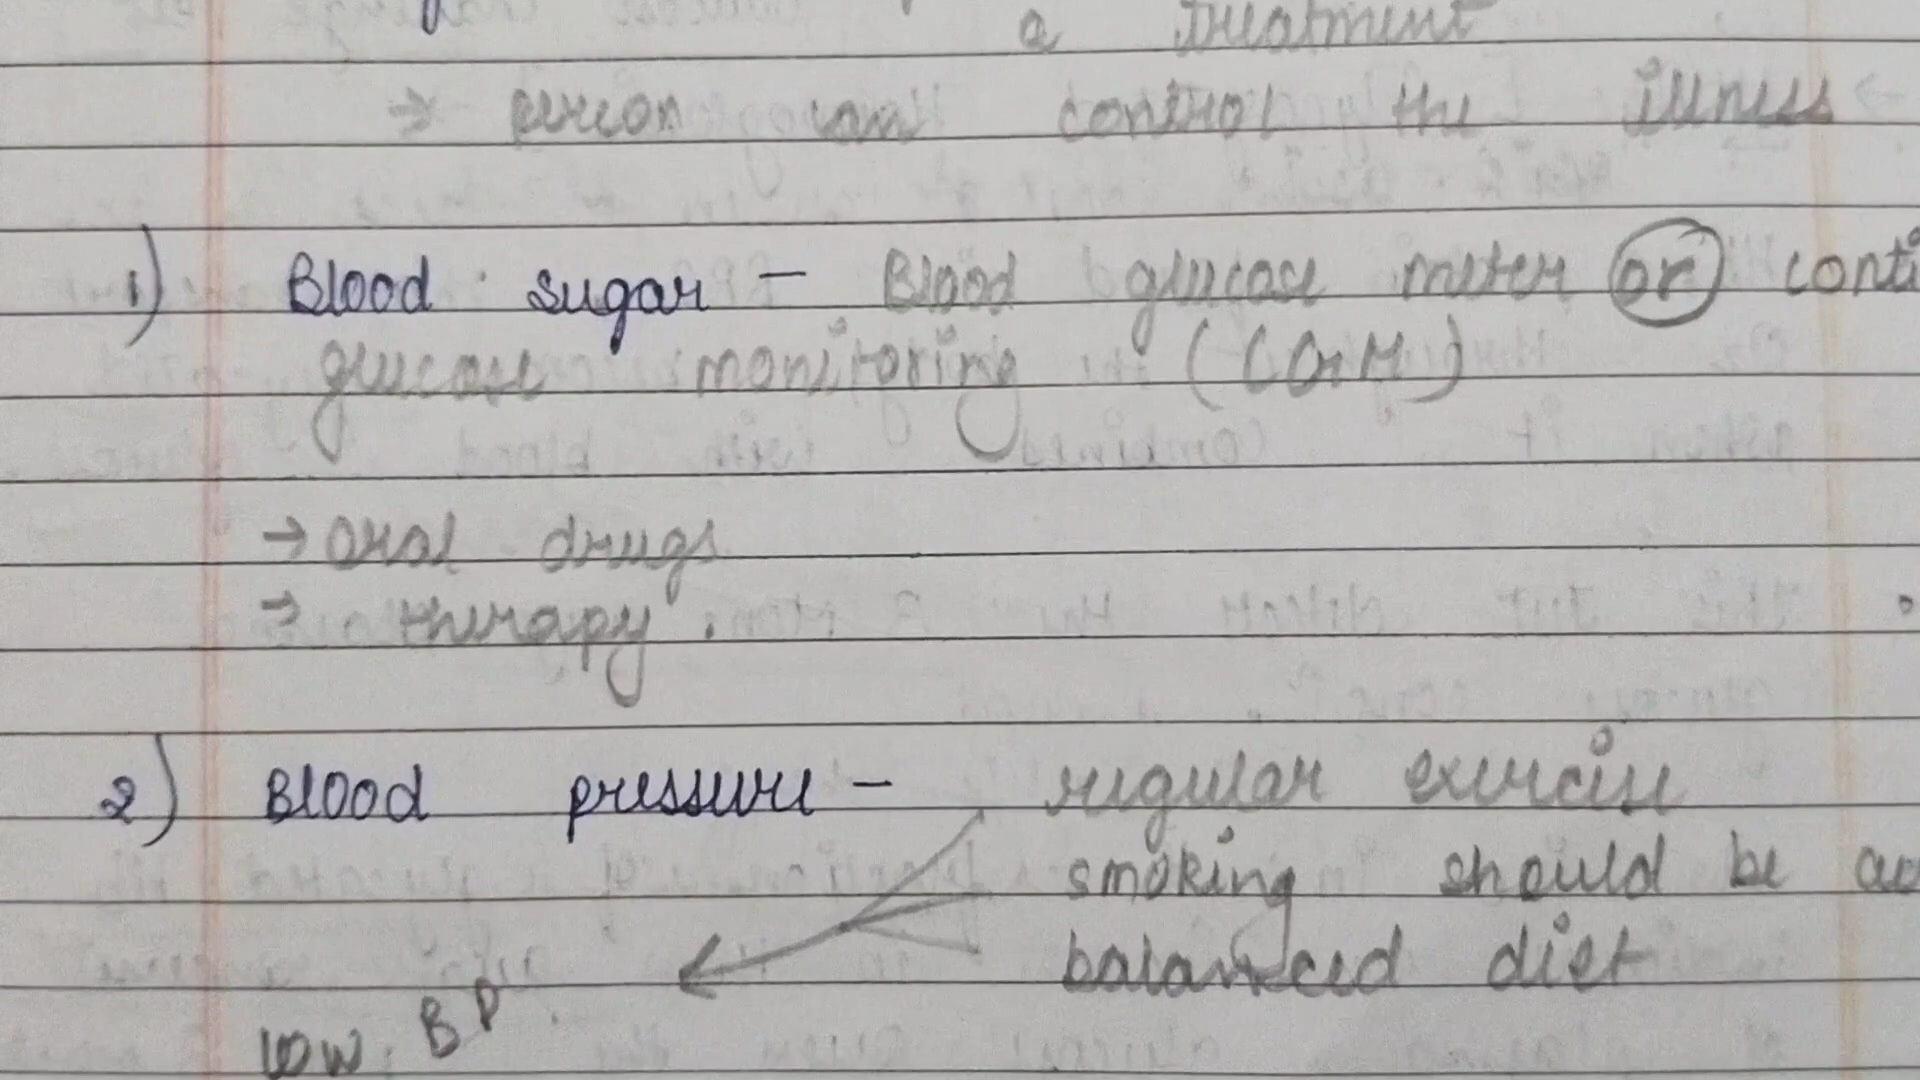 a treatment
→ person can control the illness
1) Blood sugar – Blood glucose meter or conti
glucose monitoring (CGM)
→ oral drugs
→ therapy.
2) Blood pressure – regular exercise
smoking should be
balanced diet
low BP